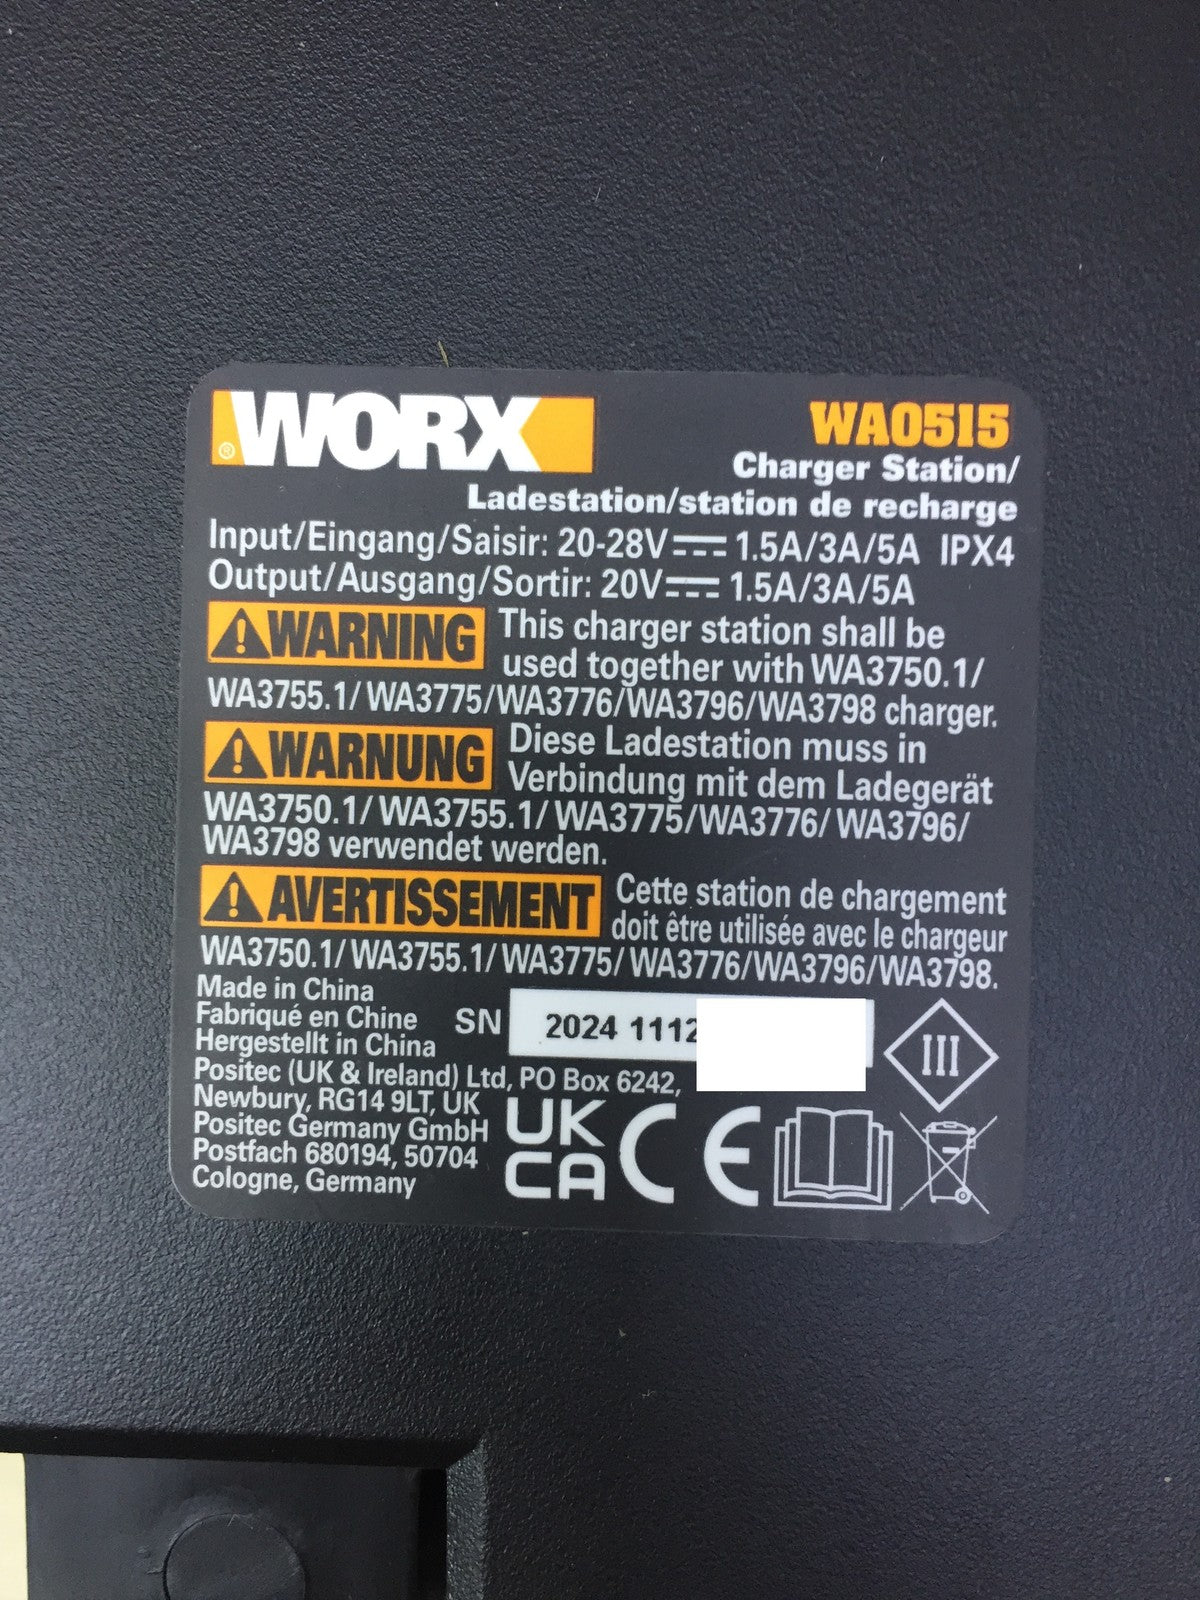 ® WORX
WA0515
Charger Station/
Ladestation/station de recharge
Input/Eingang/Saisir: 20-28V⎓1.5A/3A/5A IPX4
Output/Ausgang/Sortir: 20V⎓1.5A/3A/5A
WARNING This charger station shall be
used together with WA3750.1/
WA3755.1/ WA3775/WA3776/WA3796/WA3798 charger.
WARNUNG Diese Ladestation muss in
Verbindung mit dem Ladegerät
WA3750.1/ WA3755.1/ WA3775/WA3776/ WA3796/
WA3798 verwendet werden.
AVERTISSEMENT Cette station de chargement
doit être utilisée avec le chargeur
WA3750.1/ WA3755.1/ WA3775/ WA3776/WA3796/WA3798.
Made in China
Fabriqué en Chine
Hergestellt in China
SN 2024 1112
III
Positec (UK & Ireland) Ltd, PO Box 6242,
Newbury, RG14 9LT, UK
Positec Germany GmbH
Postfach 680194, 50704
Cologne, Germany
UK
CA
CE